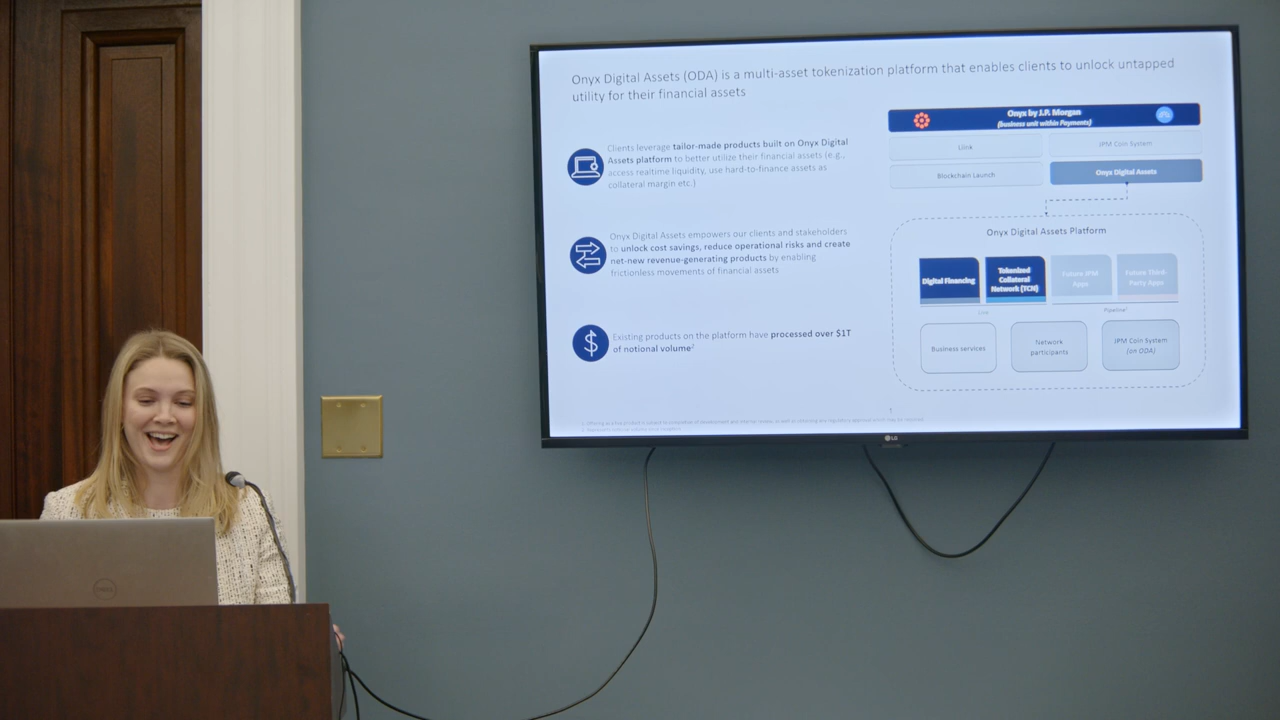 Onyx Digital Assets (ODA) is a multi-asset tokenization platform that enables clients to unlock untapped
utility for their financial assets
Clients leverage tailor-made products built on Onyx Digital
Assets platform to better utilize their financial assets (e.g.,
access realtime liquidity, use hard-to-finance assets as
collateral margin etc.)
Onyx Digital Assets empowers our clients and stakeholders
to unlock cost savings, reduce operational risks and create
net-new revenue-generating products by enabling
frictionless movements of financial assets
Existing products on the platform have processed over $1T
of notional volume²
Onyx by J.P. Morgan
(business unit within Payments)
Liink
JPM Coin System
Blockchain Launch
Onyx Digital Assets
Onyx Digital Assets Platform
Digital Financing
Tokenized
Collateral
Network (TCN)
Future JPM
Apps
Future Third-
Party Apps
Live
Pipeline¹
Business services
Network
participants
JPM Coin System
(on ODA)
LG
DELL